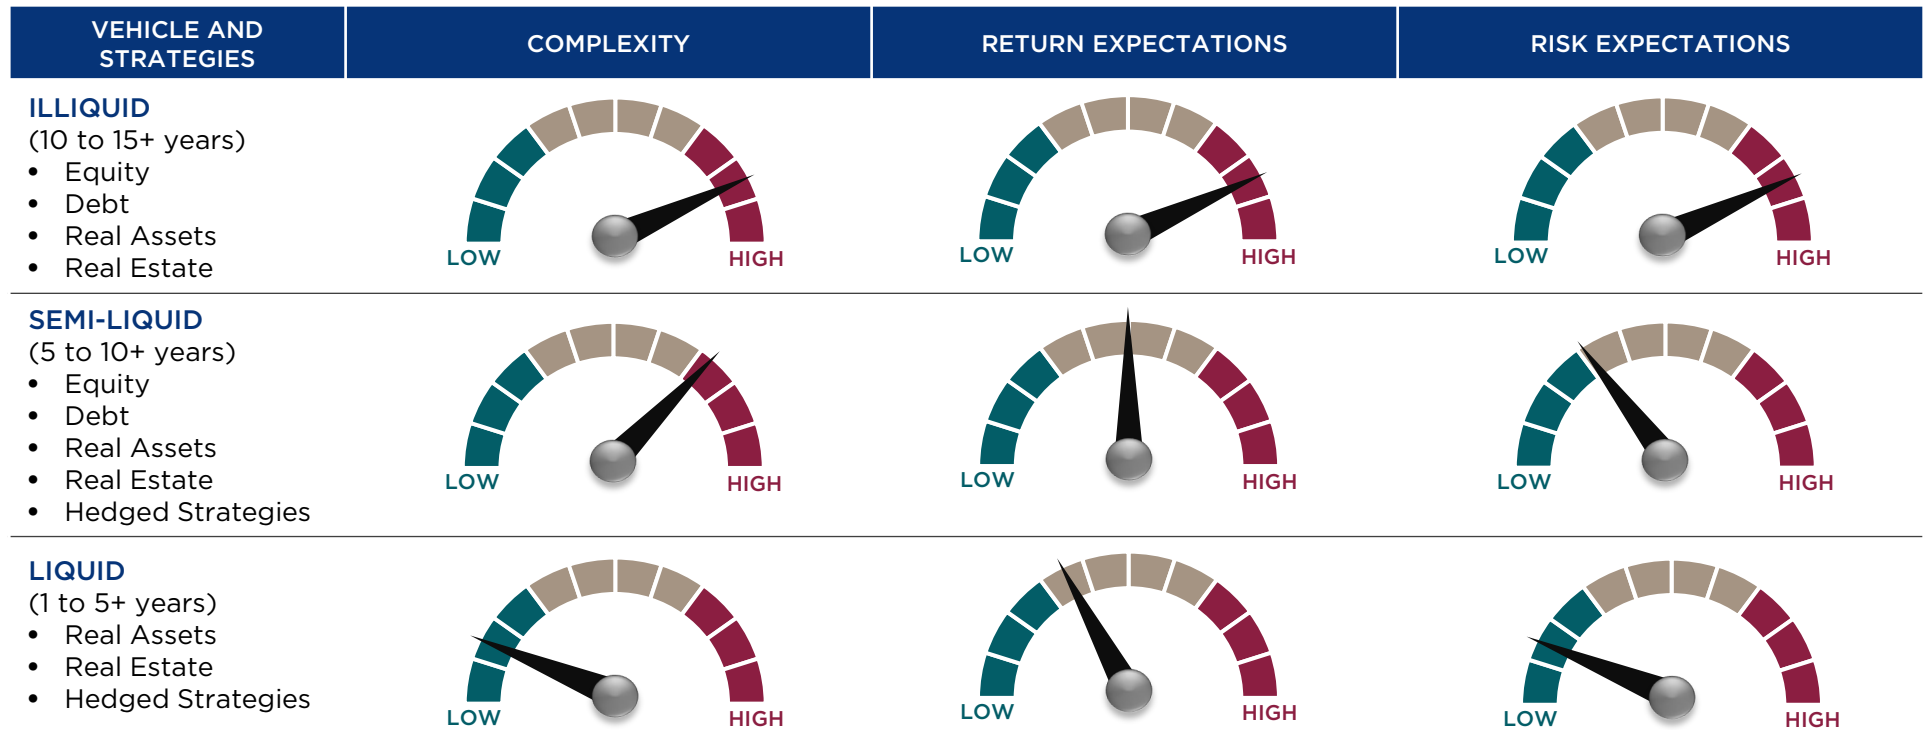 VEHICLE AND
STRATEGIES
COMPLEXITY
RETURN EXPECTATIONS
RISK EXPECTATIONS
ILLIQUID
(10 to 15+ years)
• Equity
• Debt
• Real Assets
• Real Estate
LOW
HIGH
LOW
HIGH
LOW
HIGH
SEMI-LIQUID
(5 to 10+ years)
• Equity
• Debt
• Real Assets
• Real Estate
• Hedged Strategies
LOW
HIGH
LOW
HIGH
LOW
HIGH
LIQUID
(1 to 5+ years)
• Real Assets
• Real Estate
• Hedged Strategies
LOW
HIGH
LOW
HIGH
LOW
HIGH